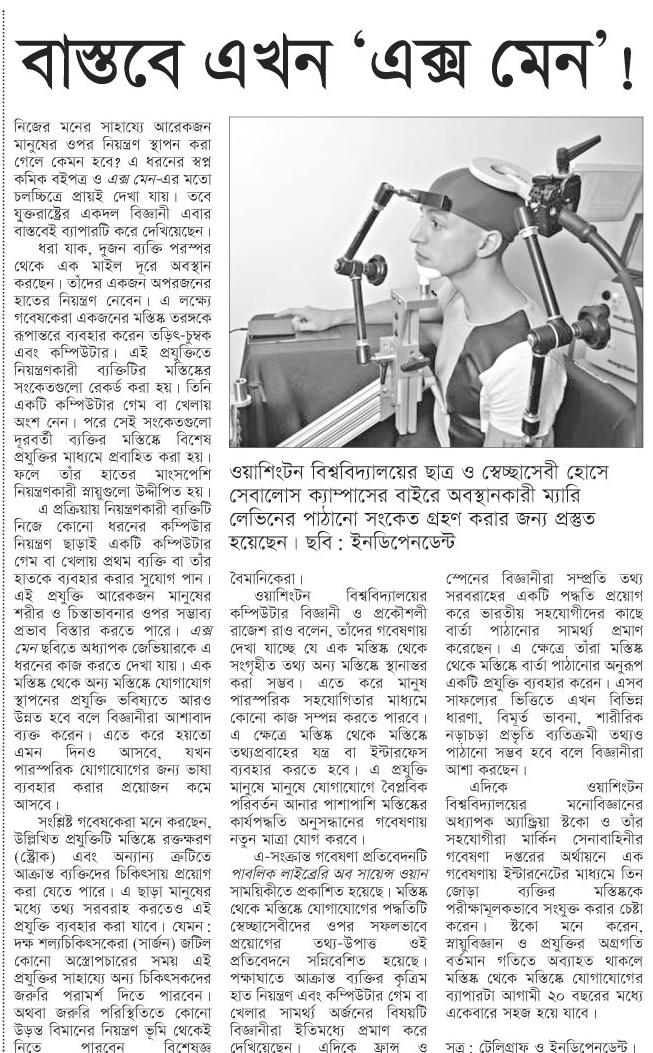 বাস্তবে এখন ‘এক্স মেন’!
নিজের মনের সাহায্যে আরেকজন
মানুষের ওপর নিয়ন্ত্রণ স্থাপন করা
গেলে কেমন হবে? এ ধরনের স্বপ্ন
কমিক বইপত্র ও এক্স মেন-এর মতো
চলচ্চিত্রে প্রায়ই দেখা যায়। তবে
যুক্তরাষ্ট্রের একদল বিজ্ঞানী এবার
বাস্তবেই ব্যাপারটি করে দেখিয়েছেন।
ধরা যাক, দুজন ব্যক্তি পরস্পর
থেকে এক মাইল দূরে অবস্থান
করছেন। তাঁদের একজন অপরজনের
হাতের নিয়ন্ত্রণ নেবেন। এ লক্ষ্যে
গবেষকেরা একজনের মস্তিষ্ক তরঙ্গকে
রূপান্তরে ব্যবহার করেন তড়িৎ-চুম্বক
এবং কম্পিউটার। এই প্রযুক্তিতে
নিয়ন্ত্রণকারী ব্যক্তিটির মস্তিষ্কের
সংকেতগুলো রেকর্ড করা হয়। তিনি
একটি কম্পিউটার গেম বা খেলায়
অংশ নেন। পরে সেই সংকেতগুলো
দূরবর্তী ব্যক্তির মস্তিষ্কে বিশেষ
প্রযুক্তির মাধ্যমে প্রবাহিত করা হয়।
ফলে তাঁর হাতের মাংসপেশি
নিয়ন্ত্রণকারী স্নায়ুগুলো উদ্দীপিত হয়।
এ প্রক্রিয়ায় নিয়ন্ত্রণকারী ব্যক্তিটি
নিজে কোনো ধরনের কম্পিউার
নিয়ন্ত্রণ ছাড়াই একটি কম্পিউটার
গেম বা খেলায় প্রথম ব্যক্তি বা তাঁর
হাতকে ব্যবহার করার সুযোগ পান।
এই প্রযুক্তি আরেকজন মানুষের
শরীর ও চিন্তাভাবনার ওপর সম্ভাব্য
প্রভাব বিস্তার করতে পারে। এক্স
মেন ছবিতে অধ্যাপক জেভিয়ারকে এ
ধরনের কাজ করতে দেখা যায়। এক
মস্তিষ্ক থেকে অন্য মস্তিষ্কে যোগাযোগ
স্থাপনের প্রযুক্তি ভবিষ্যতে আরও
উন্নত হবে বলে বিজ্ঞানীরা আশাবাদ
ব্যক্ত করেন। এতে করে হয়তো
এমন দিনও আসবে, যখন
পারস্পরিক যোগাযোগের জন্য ভাষা
ব্যবহার করার প্রয়োজন কমে
আসবে।
সংশ্লিষ্ট গবেষকেরা মনে করছেন,
উল্লিখিত প্রযুক্তিটি মস্তিষ্কে রক্তক্ষরণ
(স্ট্রোক) এবং অন্যান্য ত্রুটিতে
আক্রান্ত ব্যক্তিদের চিকিৎসায় প্রয়োগ
করা যেতে পারে। এ ছাড়া মানুষের
মধ্যে তথ্য সরবরাহ করতেও এই
প্রযুক্তি ব্যবহার করা যাবে। যেমন :
দক্ষ শল্যচিকিৎসকেরা (সার্জন) জটিল
কোনো অস্ত্রোপচারের সময় এই
প্রযুক্তির সাহায্যে অন্য চিকিৎসকদের
জরুরি পরামর্শ দিতে পারবেন।
অথবা জরুরি পরিস্থিতিতে কোনো
উড়ন্ত বিমানের নিয়ন্ত্রণ ভূমি থেকেই
নিতে পারবেন বিশেষজ্ঞ
ওয়াশিংটন বিশ্ববিদ্যালয়ের ছাত্র ও স্বেচ্ছাসেবী হোসে
সেবালোস ক্যাম্পাসের বাইরে অবস্থানকারী ম্যারি
লেভিনের পাঠানো সংকেত গ্রহণ করার জন্য প্রস্তুত
হয়েছেন। ছবি : ইনডিপেনডেন্ট
বৈমানিকেরা।
ওয়াশিংটন বিশ্ববিদ্যালয়ের
কম্পিউটার বিজ্ঞানী ও প্রকৌশলী
রাজেশ রাও বলেন, তাঁদের গবেষণায়
দেখা যাচ্ছে যে এক মস্তিষ্ক থেকে
সংগৃহীত তথ্য অন্য মস্তিষ্কে স্থানান্তর
করা সম্ভব। এতে করে মানুষ
পারস্পরিক সহযোগিতার মাধ্যমে
কোনো কাজ সম্পন্ন করতে পারবে।
এ ক্ষেত্রে মস্তিষ্ক থেকে মস্তিষ্কে
তথ্যপ্রবাহের যন্ত্র বা ইন্টারফেস
ব্যবহার করতে হবে। এ প্রযুক্তি
মানুষে মানুষে যোগাযোগে বৈপ্লবিক
পরিবর্তন আনার পাশাপাশি মস্তিষ্কের
কার্যপদ্ধতি অনুসন্ধানের গবেষণায়
নতুন মাত্রা যোগ করবে।
এ-সংক্রান্ত গবেষণা প্রতিবেদনটি
পাবলিক লাইব্রেরি অব সায়েন্স ওয়ান
সাময়িকীতে প্রকাশিত হয়েছে। মস্তিষ্ক
থেকে মস্তিষ্কে যোগাযোগের পদ্ধতিটি
স্বেচ্ছাসেবীদের ওপর সফলভাবে
প্রয়োগের তথ্য-উপাত্ত ওই
প্রতিবেদনে সন্নিবেশিত হয়েছে।
পক্ষাঘাতে আক্রান্ত ব্যক্তির কৃত্রিম
হাত নিয়ন্ত্রণ এবং কম্পিউটার গেম বা
খেলার সামর্থ্য অর্জনের বিষয়টি
বিজ্ঞানীরা ইতিমধ্যে প্রমাণ করে
দেখিয়েছেন। এদিকে ফ্রান্স ও
স্পেনের বিজ্ঞানীরা সম্প্রতি তথ্য
সরবরাহের একটি পদ্ধতি প্রয়োগ
করে ভারতীয় সহযোগীদের কাছে
বার্তা পাঠানোর সামর্থ্য প্রমাণ
করেছেন। এ ক্ষেত্রে তাঁরা মস্তিষ্ক
থেকে মস্তিষ্কে বার্তা পাঠানোর অনুরূপ
একটি প্রযুক্তি ব্যবহার করেন। এসব
সাফল্যের ভিত্তিতে এখন বিভিন্ন
ধারণা, বিমূর্ত ভাবনা, শারীরিক
নড়াচড়া প্রভৃতি ব্যতিক্রমী তথ্যও
পাঠানো সম্ভব হবে বলে বিজ্ঞানীরা
আশা করছেন।
এদিকে ওয়াশিংটন
বিশ্ববিদ্যালয়ের মনোবিজ্ঞানের
অধ্যাপক অ্যান্ড্রিয়া স্টকো ও তাঁর
সহযোগীরা মার্কিন সেনাবাহিনীর
গবেষণা দপ্তরের অর্থায়নে এক
গবেষণায় ইন্টারনেটের মাধ্যমে তিন
জোড়া ব্যক্তির মস্তিষ্ককে
পরীক্ষামূলকভাবে সংযুক্ত করার চেষ্টা
করেন। স্টকো মনে করেন,
স্নায়ুবিজ্ঞান ও প্রযুক্তির অগ্রগতি
বর্তমান গতিতে অব্যাহত থাকলে
মস্তিষ্ক থেকে মস্তিষ্কে যোগাযোগের
ব্যাপারটা আগামী ২০ বছরের মধ্যে
একেবারে সহজ হয়ে যাবে।
সূত্র : টেলিগ্রাফ ও ইনডিপেনডেন্ট।